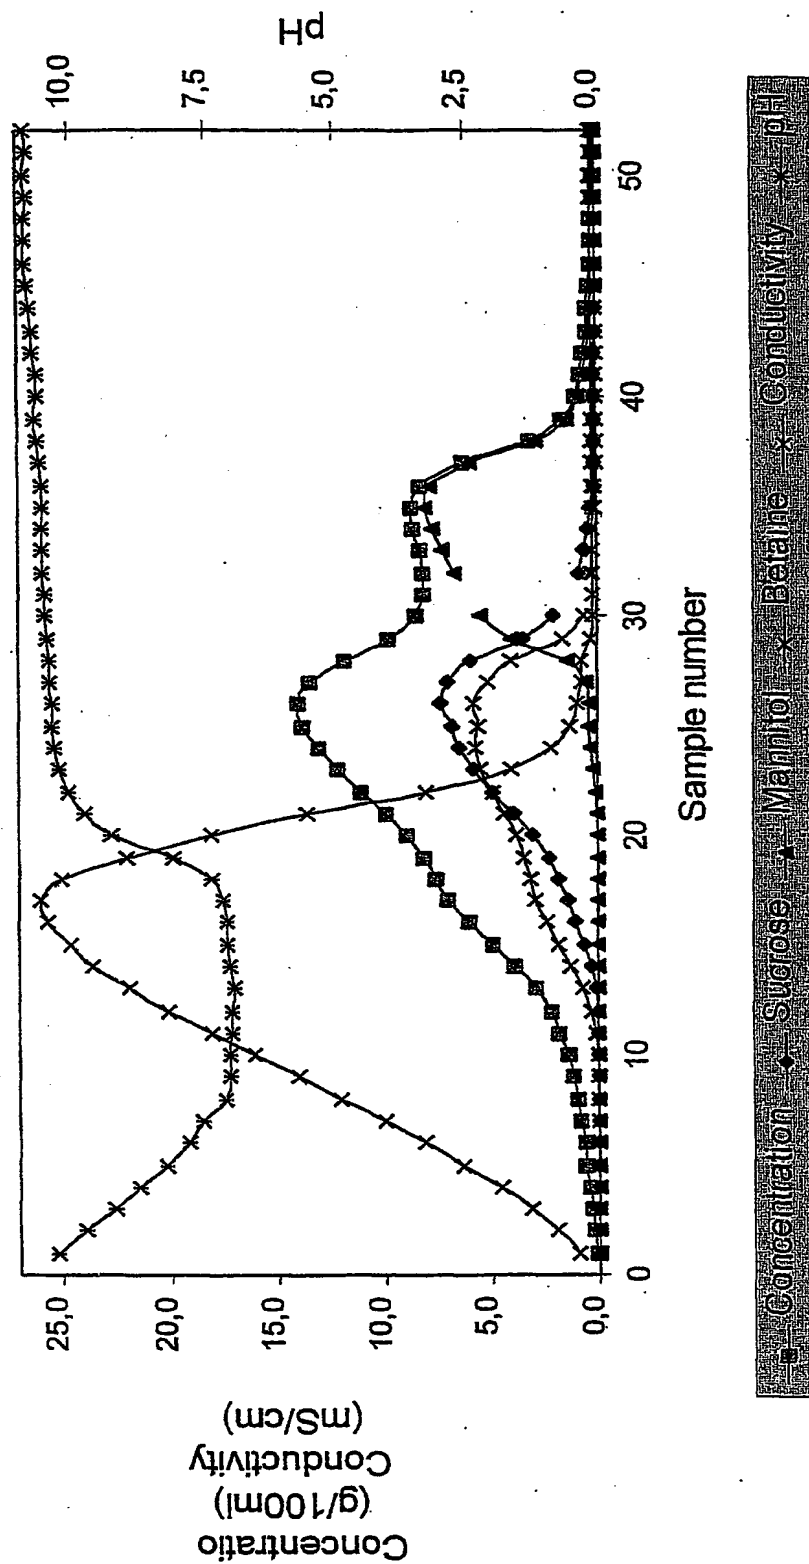 Concentratio
(g/100ml)
Conductivity
(mS/cm)
25,0
20,0
15,0
10,0
5,0
0,0
pH
10,0
7,5
5,0
2,5
0,0
0
10
20
30
40
50
Sample number
Concentration Sucrose Mannitol Betaine Conductivity pH